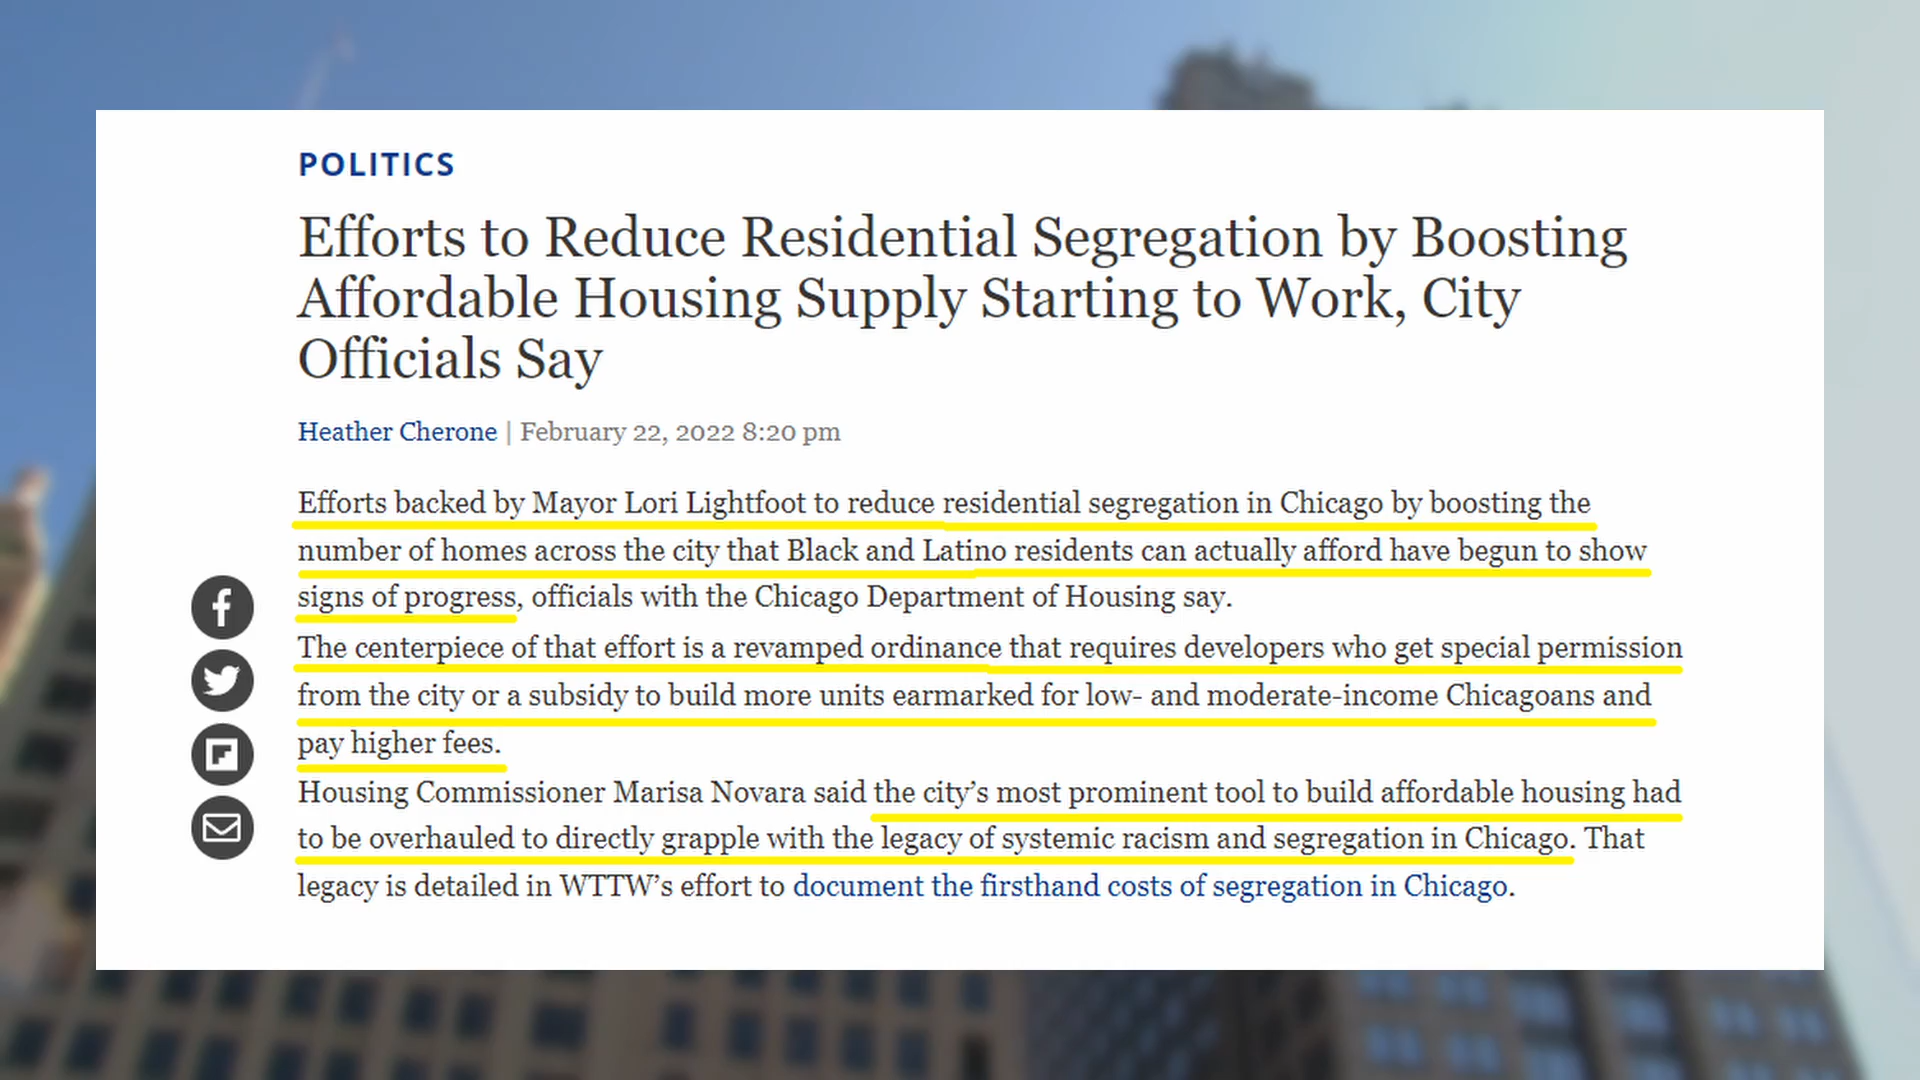 POLITICS
Efforts to Reduce Residential Segregation by Boosting
Affordable Housing Supply Starting to Work, City
Officials Say
Heather Cherone | February 22, 2022 8:20 pm
Efforts backed by Mayor Lori Lightfoot to reduce residential segregation in Chicago by boosting the
number of homes across the city that Black and Latino residents can actually afford have begun to show
signs of progress, officials with the Chicago Department of Housing say.
The centerpiece of that effort is a revamped ordinance that requires developers who get special permission
from the city or a subsidy to build more units earmarked for low- and moderate-income Chicagoans and
pay higher fees.
Housing Commissioner Marisa Novara said the city’s most prominent tool to build affordable housing had
to be overhauled to directly grapple with the legacy of systemic racism and segregation in Chicago. That
legacy is detailed in WTTW’s effort to document the firsthand costs of segregation in Chicago.